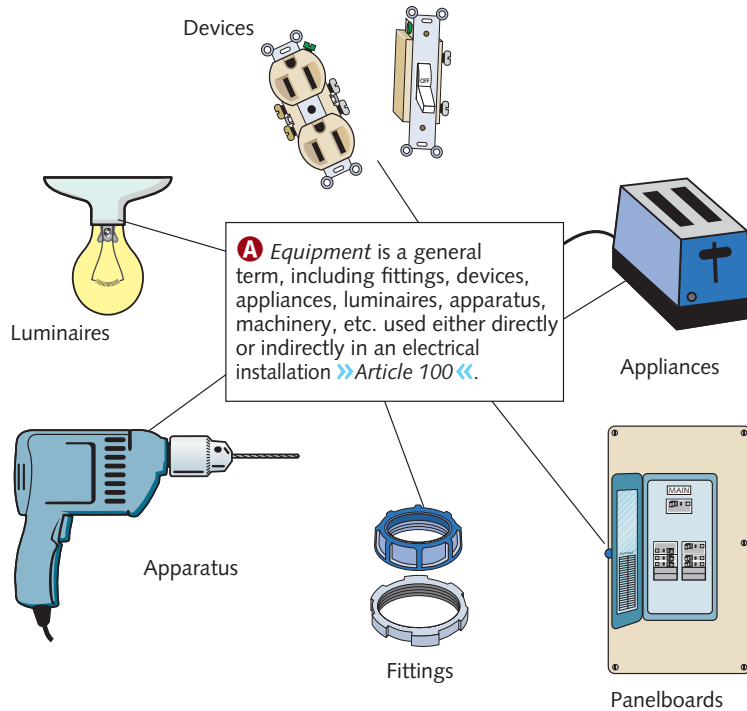 Devices
OFF
Luminaires
A Equipment is a general
term, including fittings, devices,
appliances, luminaires, apparatus,
machinery, etc. used either directly
or indirectly in an electrical
installation »Article 100«.
Appliances
Apparatus
MAIN
Fittings
Panelboards